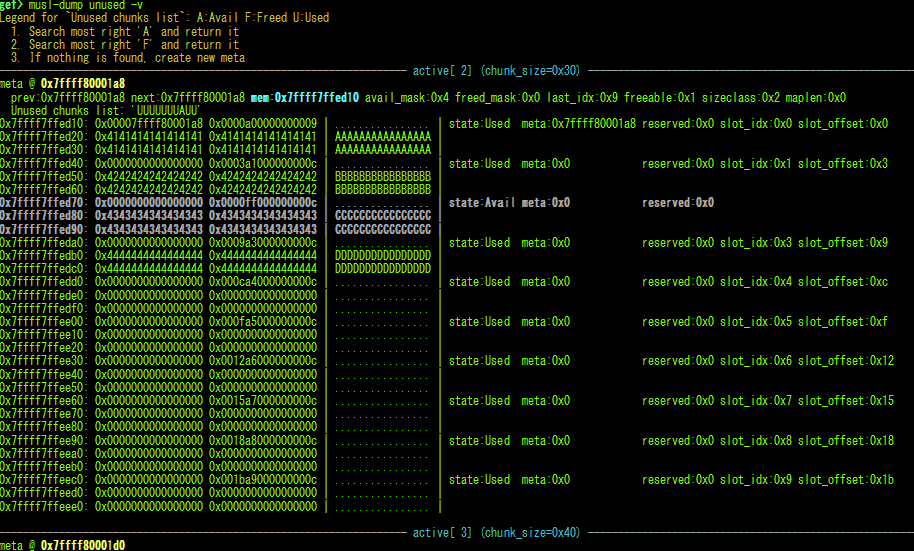 gef> musl-dump unused -v
Legend for `Unused chunks list`: A:Avail F:Freed U:Used
1. Search most right 'A' and return it
2. Search most right 'F' and return it
3. If nothing is found, create new meta
active[ 2] (chunk_size=0x30)
meta @ 0x7ffff80001a8
prev:0x7ffff80001a8 next:0x7ffff80001a8 mem:0x7ffff7ffed10 avail_mask:0x4 freed_mask:0x0 last_idx:0x9 freeable:0x1 sizeclass:0x2 maplen:0x0
Unused chunks list: 'UUUUUUUAUU'
0x7ffff7ffed10: 0x00007ffff80001a8 0x0000a00000000009 |................| state:Used meta:0x7ffff80001a8 reserved:0x0 slot_idx:0x0 slot_offset:0x0
0x7ffff7ffed20: 0x4141414141414141 0x4141414141414141 |AAAAAAAAAAAAAAAA|
0x7ffff7ffed30: 0x4141414141414141 0x4141414141414141 |AAAAAAAAAAAAAAAA|
0x7ffff7ffed40: 0x0000000000000000 0x0003a1000000000c |................| state:Used meta:0x0 reserved:0x0 slot_idx:0x1 slot_offset:0x3
0x7ffff7ffed50: 0x4242424242424242 0x4242424242424242 |BBBBBBBBBBBBBBBB|
0x7ffff7ffed60: 0x4242424242424242 0x4242424242424242 |BBBBBBBBBBBBBBBB|
0x7ffff7ffed70: 0x0000000000000000 0x0000ff000000000c |................| state:Avail meta:0x0 reserved:0x0
0x7ffff7ffed80: 0x4343434343434343 0x4343434343434343 |CCCCCCCCCCCCCCCC|
0x7ffff7ffed90: 0x4343434343434343 0x4343434343434343 |CCCCCCCCCCCCCCCC|
0x7ffff7ffeda0: 0x0000000000000000 0x0009a3000000000c |................| state:Used meta:0x0 reserved:0x0 slot_idx:0x3 slot_offset:0x9
0x7ffff7ffedb0: 0x4444444444444444 0x4444444444444444 |DDDDDDDDDDDDDDDD|
0x7ffff7ffedc0: 0x4444444444444444 0x4444444444444444 |DDDDDDDDDDDDDDDD|
0x7ffff7ffedd0: 0x0000000000000000 0x000ca4000000000c |................| state:Used meta:0x0 reserved:0x0 slot_idx:0x4 slot_offset:0xc
0x7ffff7ffede0: 0x0000000000000000 0x0000000000000000 |................|
0x7ffff7ffedf0: 0x0000000000000000 0x0000000000000000 |................|
0x7ffff7ffee00: 0x0000000000000000 0x000fa5000000000c |................| state:Used meta:0x0 reserved:0x0 slot_idx:0x5 slot_offset:0xf
0x7ffff7ffee10: 0x0000000000000000 0x0000000000000000 |................|
0x7ffff7ffee20: 0x0000000000000000 0x0000000000000000 |................|
0x7ffff7ffee30: 0x0000000000000000 0x0012a6000000000c |................| state:Used meta:0x0 reserved:0x0 slot_idx:0x6 slot_offset:0x12
0x7ffff7ffee40: 0x0000000000000000 0x0000000000000000 |................|
0x7ffff7ffee50: 0x0000000000000000 0x0000000000000000 |................|
0x7ffff7ffee60: 0x0000000000000000 0x0015a7000000000c |................| state:Used meta:0x0 reserved:0x0 slot_idx:0x7 slot_offset:0x15
0x7ffff7ffee70: 0x0000000000000000 0x0000000000000000 |................|
0x7ffff7ffee80: 0x0000000000000000 0x0000000000000000 |................|
0x7ffff7ffee90: 0x0000000000000000 0x0018a8000000000c |................| state:Used meta:0x0 reserved:0x0 slot_idx:0x8 slot_offset:0x18
0x7ffff7ffeea0: 0x0000000000000000 0x0000000000000000 |................|
0x7ffff7ffeeb0: 0x0000000000000000 0x0000000000000000 |................|
0x7ffff7ffeec0: 0x0000000000000000 0x001ba9000000000c |................| state:Used meta:0x0 reserved:0x0 slot_idx:0x9 slot_offset:0x1b
0x7ffff7ffeed0: 0x0000000000000000 0x0000000000000000 |................|
0x7ffff7ffeee0: 0x0000000000000000 0x0000000000000000 |................|
active[ 3] (chunk_size=0x40)
meta @ 0x7ffff80001d0